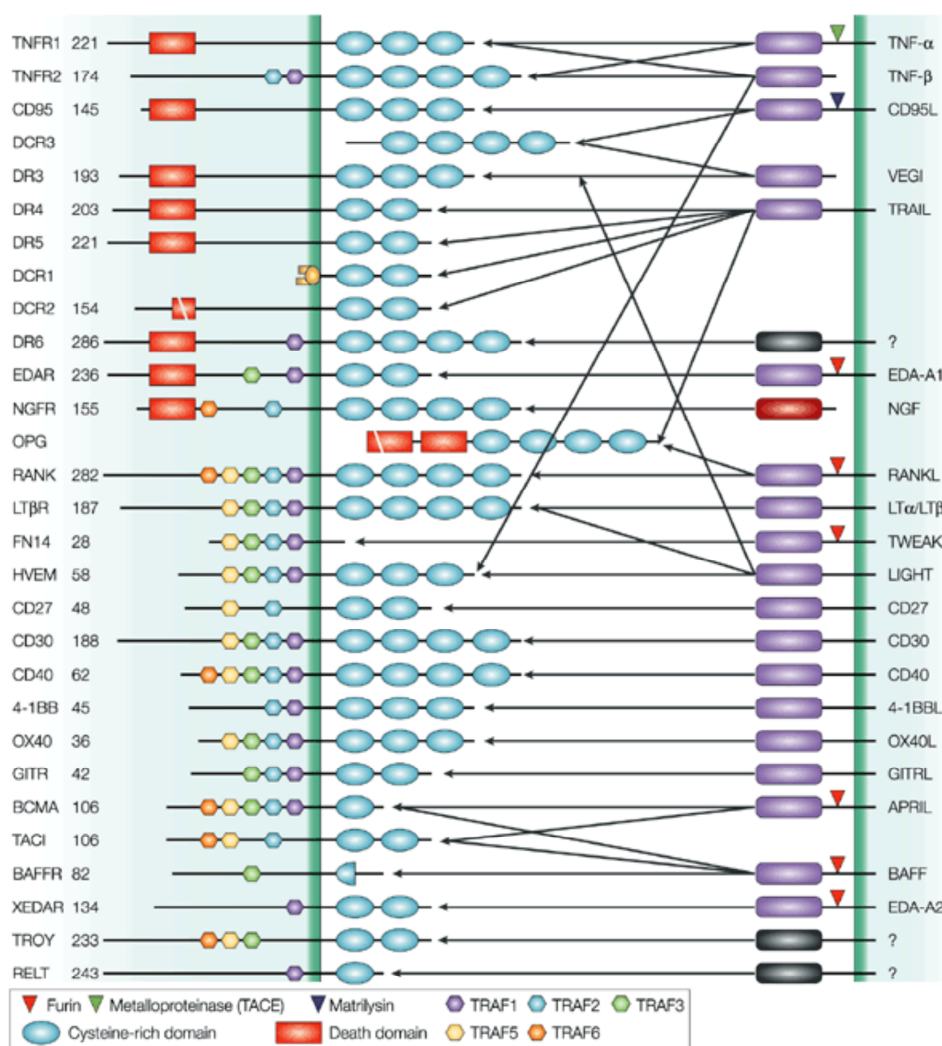 TNFR1 221 TNF-α
TNFR2 174 TNF-β
CD95 145 CD95L
DCR3
DR3 193 VEGI
DR4 203 TRAIL
DR5 221
DCR1
DCR2 154
DR6 286 ?
EDAR 236 EDA-A1
NGFR 155 NGF
OPG
RANK 282 RANKL
LTβR 187 LTα/LTβ
FN14 28 TWEAK
HVEM 58 LIGHT
CD27 48 CD27
CD30 188 CD30
CD40 62 CD40
4-1BB 45 4-1BBL
OX40 36 OX40L
GITR 42 GITRL
BCMA 106 APRIL
TACI 106
BAFFR 82 BAFF
XEDAR 134 EDA-A2
TROY 233 ?
RELT 243 ?
Furin Metalloproteinase (TACE) Matrilysin TRAF1 TRAF2 TRAF3
Cysteine-rich domain Death domain TRAF5 TRAF6